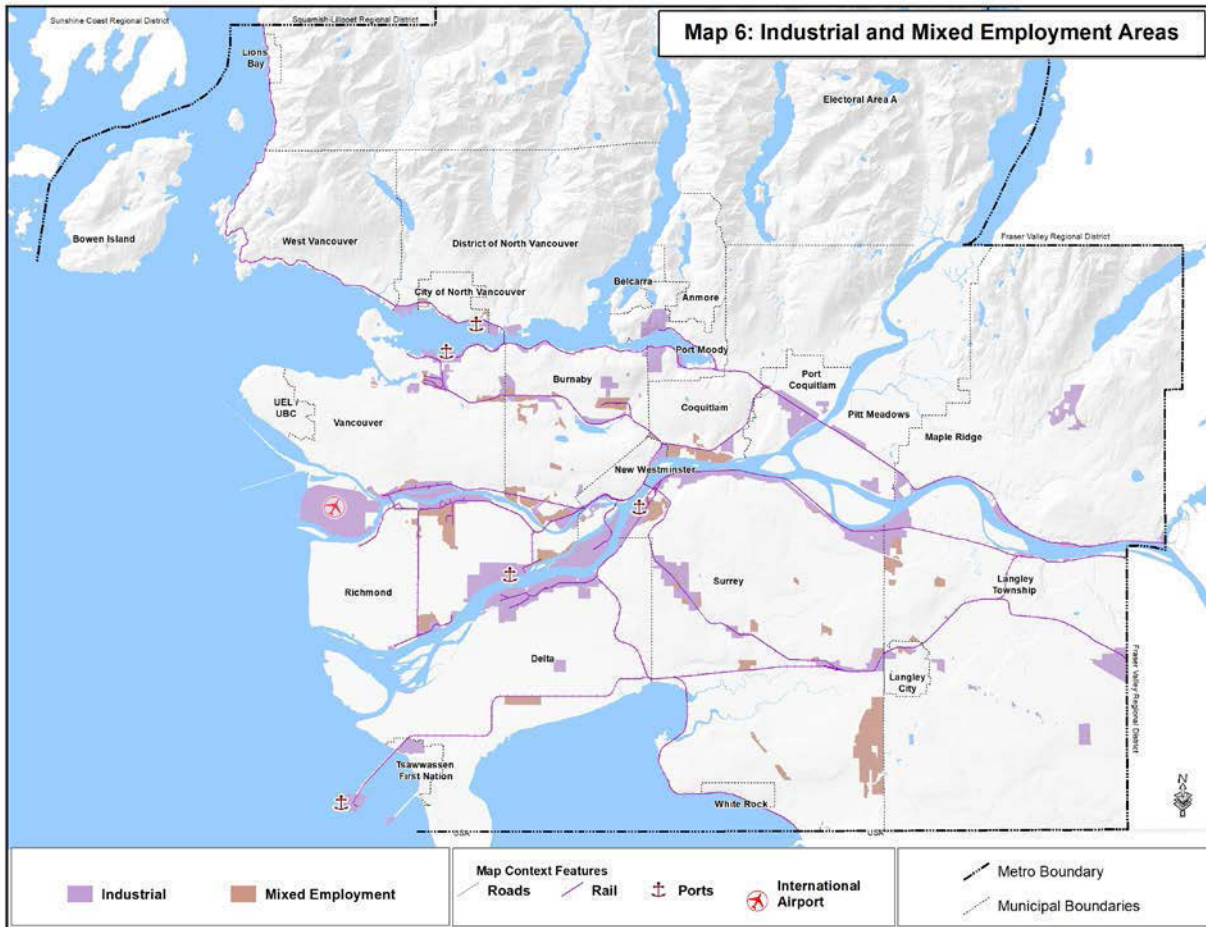 Sunshine Coast Regional District
Squamish-Lillooet Regional District
Map 6: Industrial and Mixed Employment Areas
Lions
Bay
Electoral Area A
Bowen Island
West Vancouver
District of North Vancouver
Fraser Valley Regional District
Belcarra
City of North Vancouver
Anmore
Port Moody
Port
Coquitlam
Burnaby
UEL /
UBC
Coquitlam
Vancouver
Pitt Meadows
Maple Ridge
New Westminster
Richmond
Surrey
Langley
Township
Delta
Langley
City
Fraser Valley Regional District
Tsawwassen
First Nation
White Rock
N
USA
USA
Industrial
Mixed Employment
Map Context Features
Roads
Rail
Ports
International
Airport
Metro Boundary
Municipal Boundaries